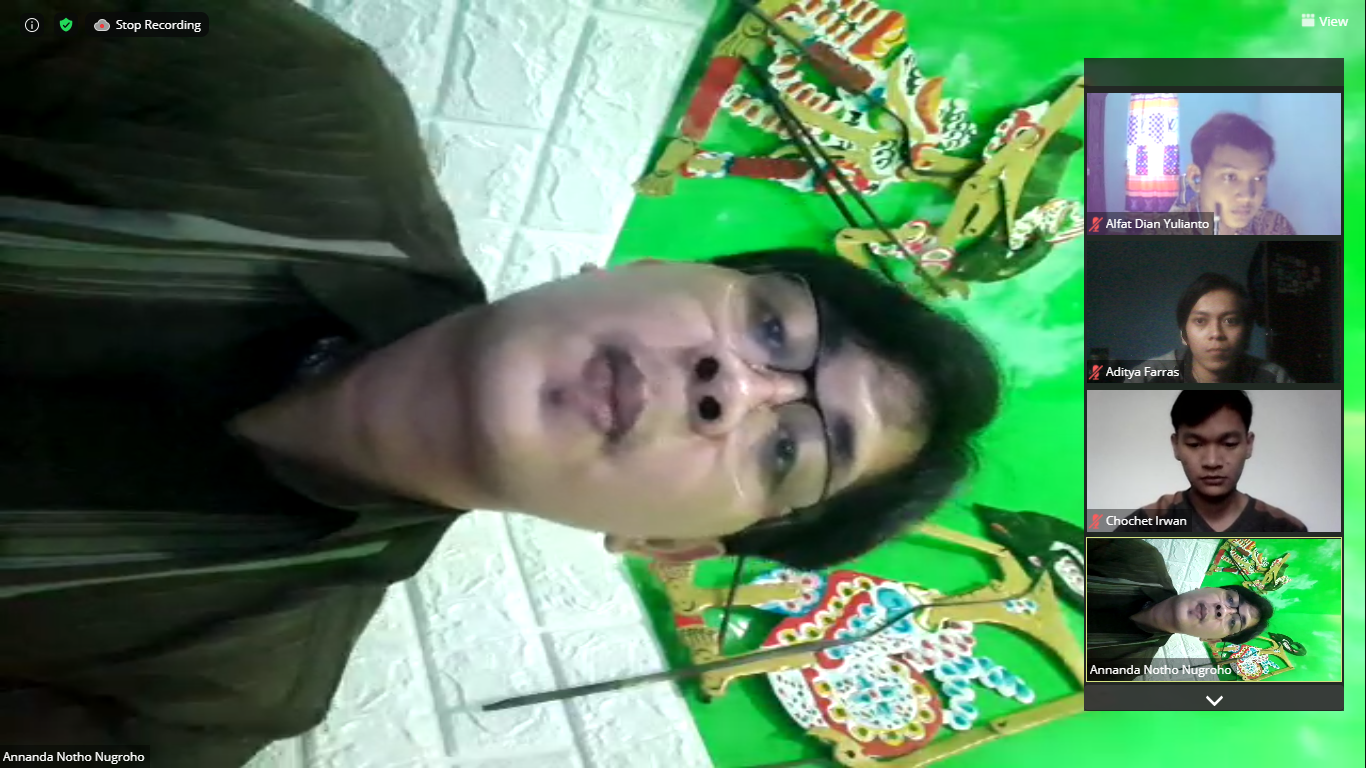 Stop Recording
View
Alfat Dian Yulianto
Aditya Farras
Chochet Irwan
Annanda Notho Nugroho
Annanda Notho Nugroho